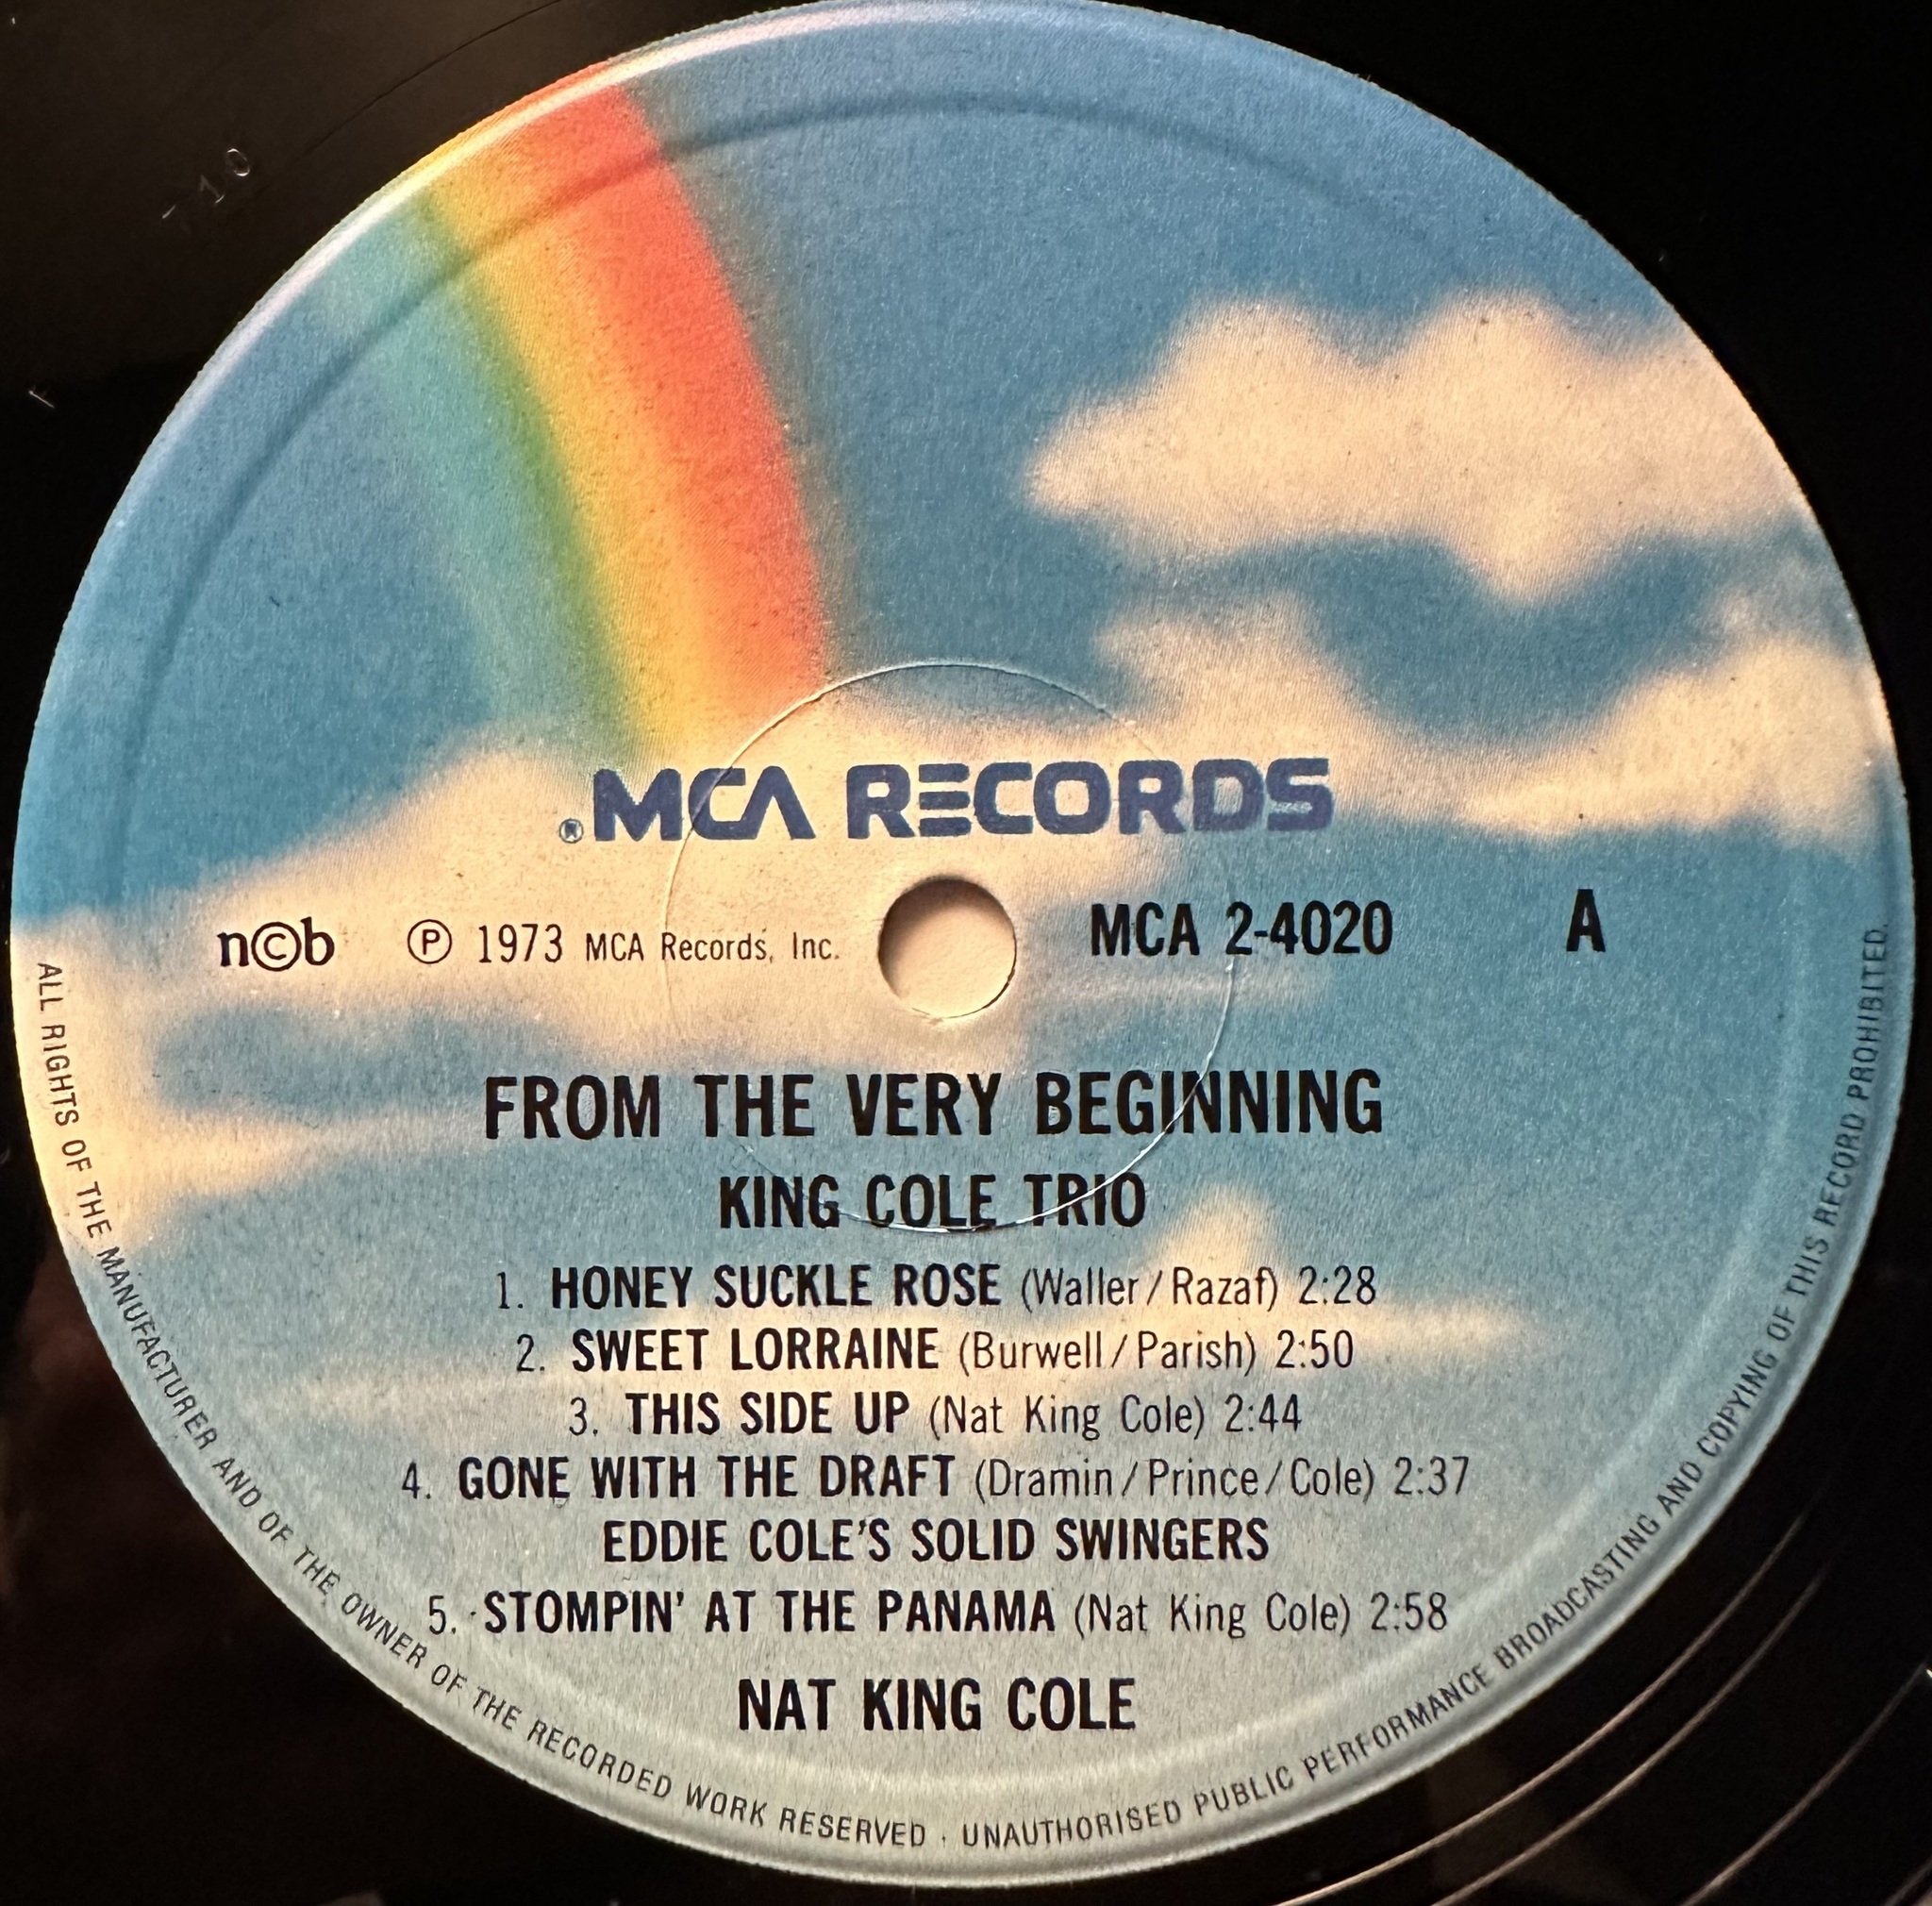 ® MCA RECORDS
n©b ℗ 1973 MCA Records, Inc. MCA 2-4020 A
FROM THE VERY BEGINNING
KING COLE TRIO
1. HONEY SUCKLE ROSE (Waller/Razaf) 2:28
2. SWEET LORRAINE (Burwell/Parish) 2:50
3. THIS SIDE UP (Nat King Cole) 2:44
4. GONE WITH THE DRAFT (Dramin/Prince/Cole) 2:37
EDDIE COLE'S SOLID SWINGERS
5. STOMPIN' AT THE PANAMA (Nat King Cole) 2:58
NAT KING COLE
ALL RIGHTS OF THE MANUFACTURER AND OF THE OWNER OF THE RECORDED WORK RESERVED · UNAUTHORISED PUBLIC PERFORMANCE BROADCASTING AND COPYING OF THIS RECORD PROHIBITED.